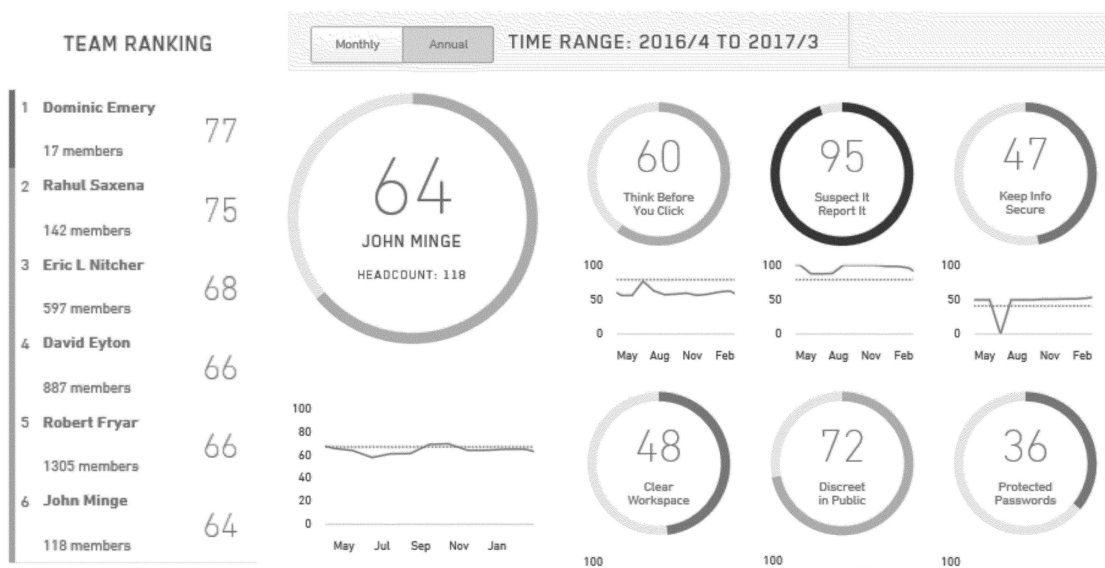 TEAM RANKING
1 Dominic Emery
77
17 members
2 Rahul Saxena
75
142 members
3 Eric L Nitcher
68
597 members
4 David Eyton
66
887 members
5 Robert Fryar
66
1305 members
6 John Minge
64
118 members
Monthly Annual TIME RANGE: 2016/4 TO 2017/3
64
JOHN MINGE
HEADCOUNT: 118
100
80
60
40
20
0
May Jul Sep Nov Jan
60
Think Before
You Click
100
50
0
May Aug Nov Feb
95
Suspect It
Report It
100
50
0
May Aug Nov Feb
47
Keep Info
Secure
100
50
0
May Aug Nov Feb
48
Clear
Workspace
100
72
Discreet
in Public
100
36
Protected
Passwords
100